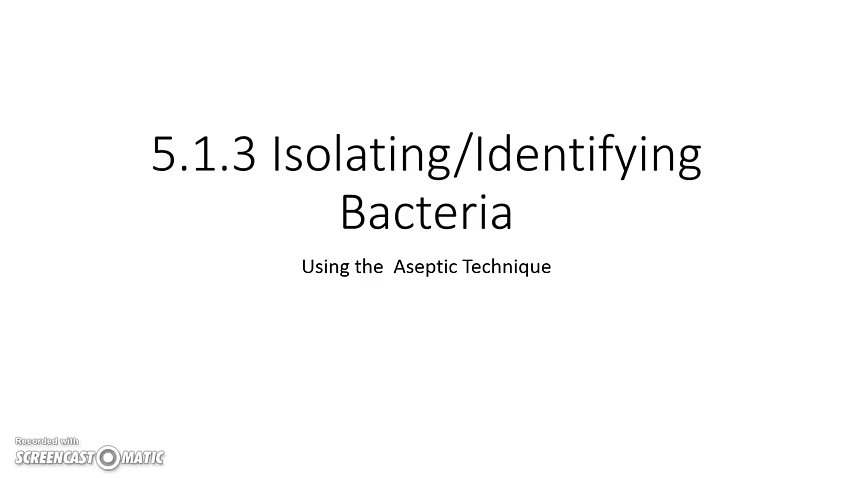 5.1.3 Isolating/Identifying
Bacteria
Using the  Aseptic Technique
Recorded with
SCREENCAST MATIC